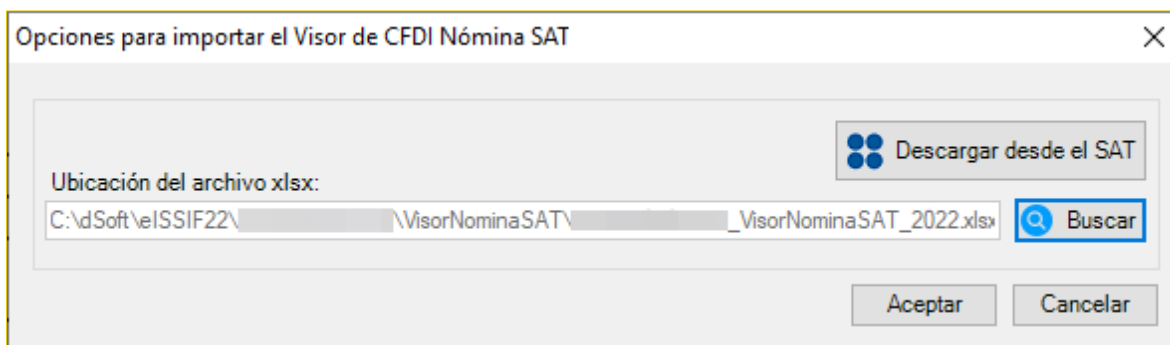 Opciones para importar el Visor de CFDI Nómina SAT
Descargar desde el SAT
Ubicación del archivo xlsx:
C:\dSoft\eISSIF22\ \VisorNominaSAT\ _VisorNominaSAT_2022.xlsx
Buscar
Aceptar
Cancelar